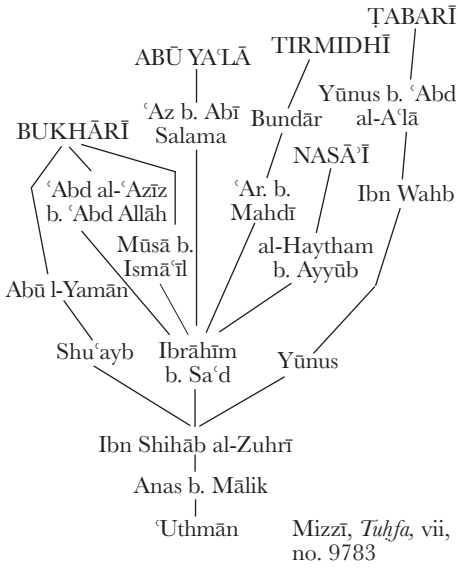 ṬABARĪ
TIRMIDHĪ
ABŪ YAʿLĀ
Yūnus b. ʿAbd
al-Aʿlā
ʿAz b. Abī
Salama
Bundār
BUKHĀRĪ
NASĀʾĪ
ʿAbd al-ʿAzīz
b. ʿAbd Allāh
ʿAr. b.
Mahdī
Ibn Wahb
Mūsā b.
Ismāʿīl
al-Haytham
b. Ayyūb
Abū l-Yamān
Shuʿayb
Ibrāhīm
b. Saʿd
Yūnus
Ibn Shihāb al-Zuhrī
Anas b. Mālik
ʿUthmān
Mizzī, Tuḥfa, vii,
no. 9783